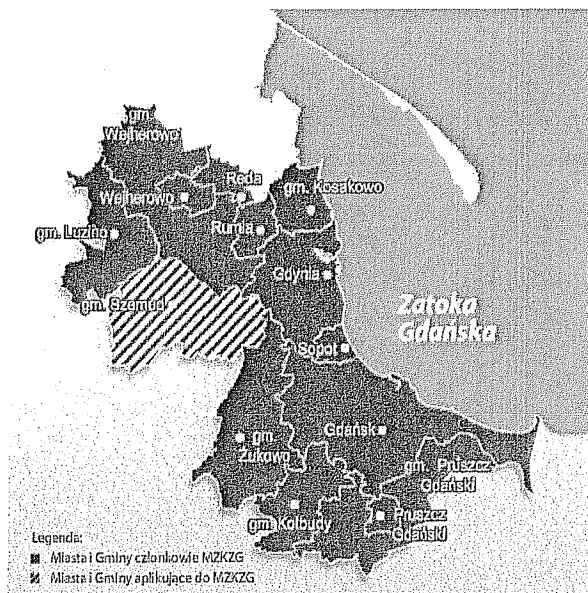 gm.
Wejherowo
Reda
gm. Kosakowo
Wejherowo
gm. Luzino
Rumia
Gdynia
gm. Szemud
Zatoka
Gdańska
Sopot
Gdańsk
gm.
Żukowo
gm. Pruszcz
Gdański
gm. Kolbudy
Pruszcz
Gdański
Legenda:
Miasta i Gminy członkowie MZKZG
Miasta i Gminy aplikujące do MZKZG